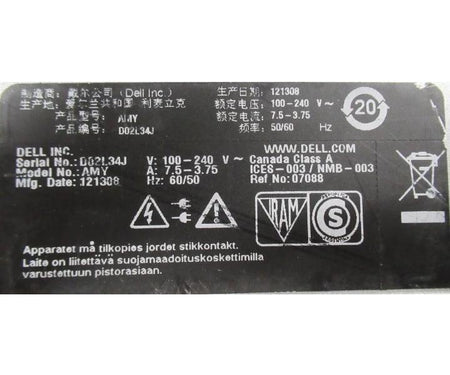 制造商: 戴尔公司 (Dell Inc.)
生产地: 爱尔兰共和国 利麦立克
产品型号: AMY
产品型号: D02L34J
生产日期: 121308
额定电压: 100-240 V~
额定电流: 7.5-3.75
频率: 50/60 Hz
20
DELL INC.
Serial No.: D02L34J
Model No.: AMY
Mfg. Date: 121308
V: 100-240 V~
A: 7.5-3.75
Hz: 60/50
WWW.DELL.COM
Canada Class A
ICES-003 / NMB-003
Ref No: 07088
VRAM
S
Apparatet må tilkoples jordet stikkontakt.
Laite on liitettävä suojamaadoituskoskettimilla
varustettuun pistorasiaan.